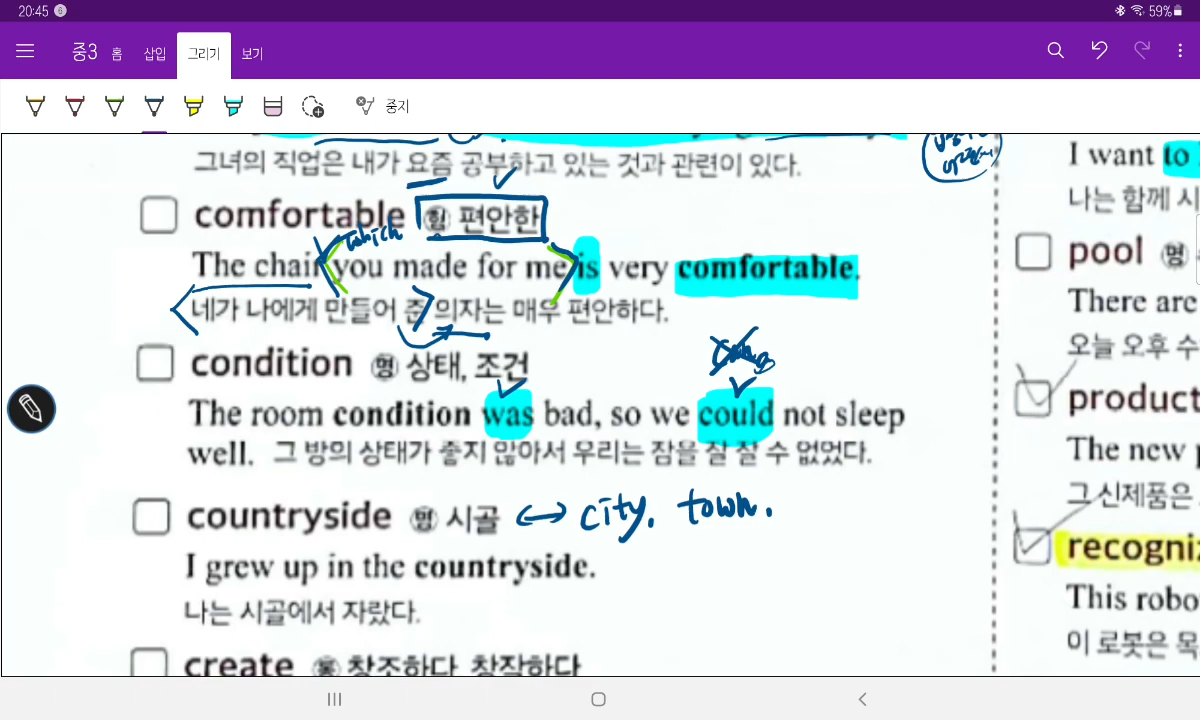 20:45 6 59%
중3 홈 삽입 그리기 보기
중지
그녀의 직업은 내가 요즘 공부하고 있는 것과 관련이 있다.
comfortable 형 편안한
which
The chair you made for me is very comfortable.
네가 나에게 만들어 준 의자는 매우 편안하다.
condition 명 상태, 조건
The room condition was bad, so we could not sleep
well. 그 방의 상태가 좋지 않아서 우리는 잠을 잘 잘 수 없었다.
countryside 명 시골 ↔ city, town.
I grew up in the countryside.
나는 시골에서 자랐다.
create 동 창조하다, 창작하다
I want to
나는 함께 시
pool 명
There are
오늘 오후 수
product
The new
그 신제품은
recogniz
This robo
이 로봇은 목